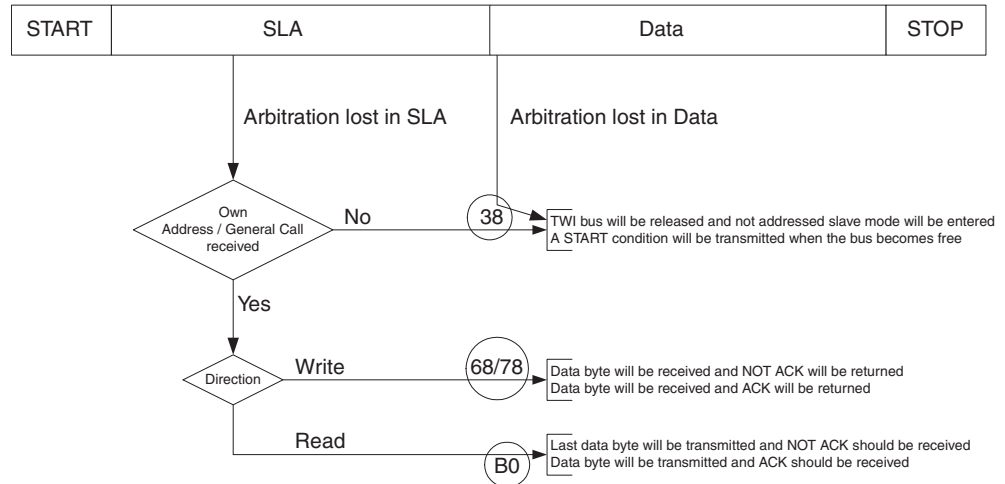 START SLA Data STOP
Arbitration lost in SLA
Arbitration lost in Data
Own
Address / General Call
received
No
38
TWI bus will be released and not addressed slave mode will be entered
A START condition will be transmitted when the bus becomes free
Yes
Direction
Write
68/78
Data byte will be received and NOT ACK will be returned
Data byte will be received and ACK will be returned
Read
B0
Last data byte will be transmitted and NOT ACK should be received
Data byte will be transmitted and ACK should be received